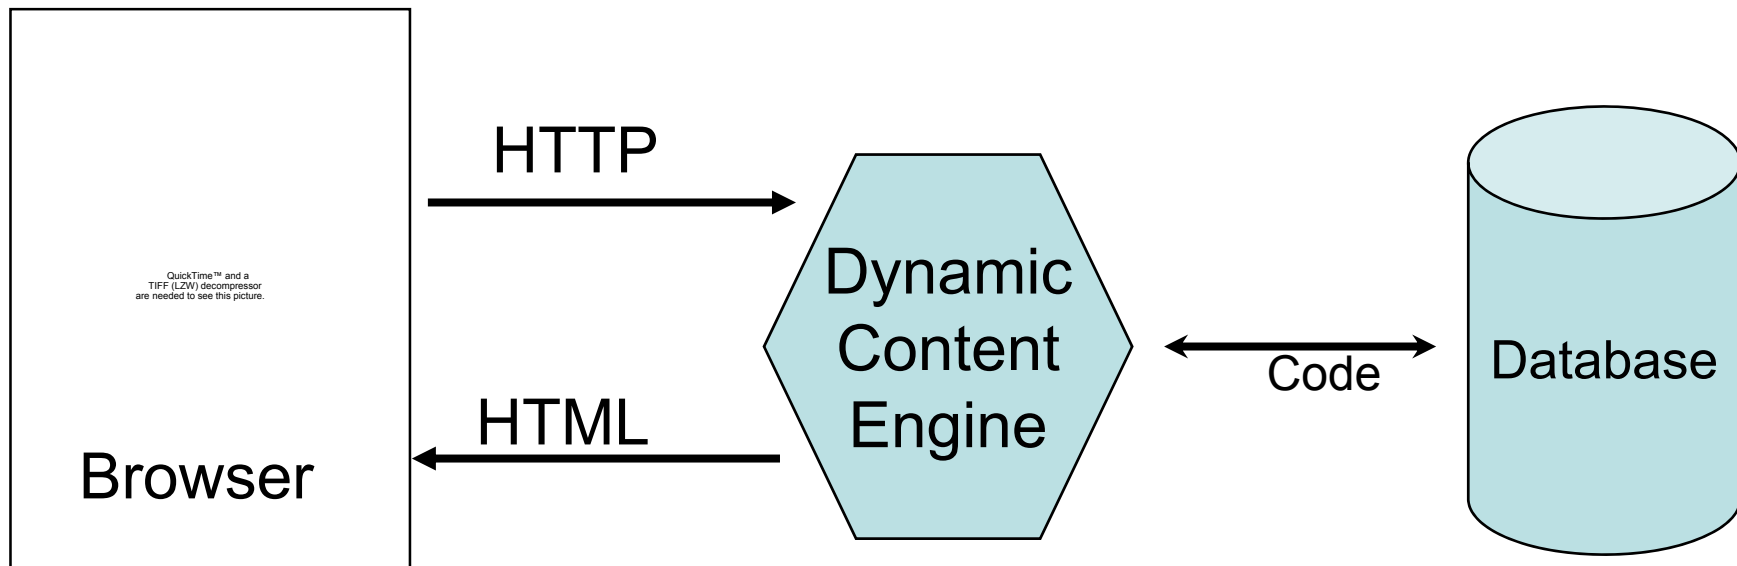 HTTP
QuickTime™ and a
TIFF (LZW) decompressor
are needed to see this picture.
Dynamic
Content
Engine
Code
Database
HTML
Browser